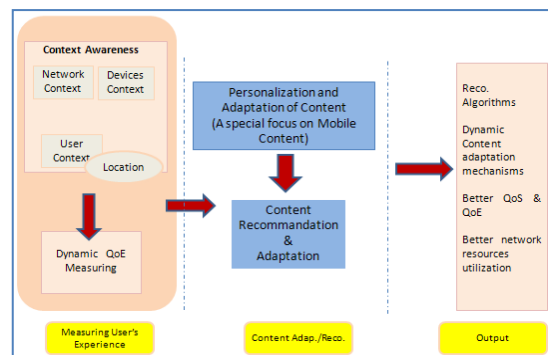 Context Awareness
Network
Context
Devices
Context
User
Context
Location
Dynamic QoE
Measuring
Measuring User's
Experience
Personalization and
Adaptation of Content
(A special focus on Mobile
Content)
Content
Recommandation
&
Adaptation
Content Adap./Reco.
Reco.
Algorithms
Dynamic
Content
adaptation
mechanisms
Better QoS &
QoE
Better network
resources
utilization
Output